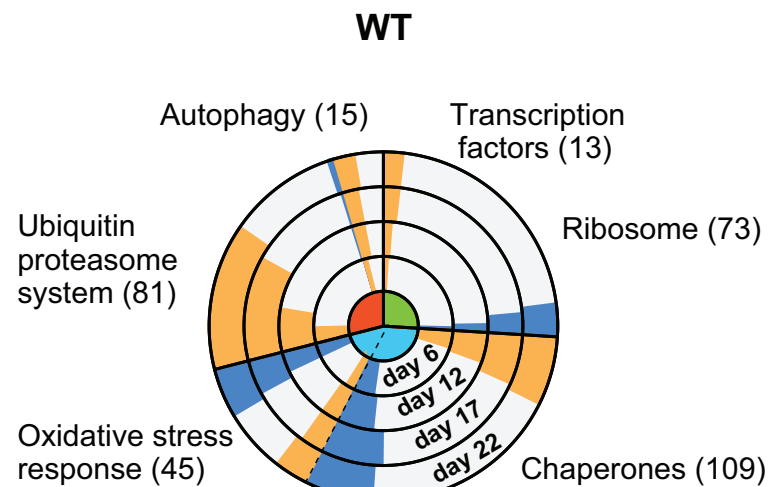 WT
Autophagy (15)
Transcription
factors (13)
Ubiquitin
proteasome
system (81)
Ribosome (73)
day 6
day 12
day 17
day 22
Oxidative stress
response (45)
Chaperones (109)